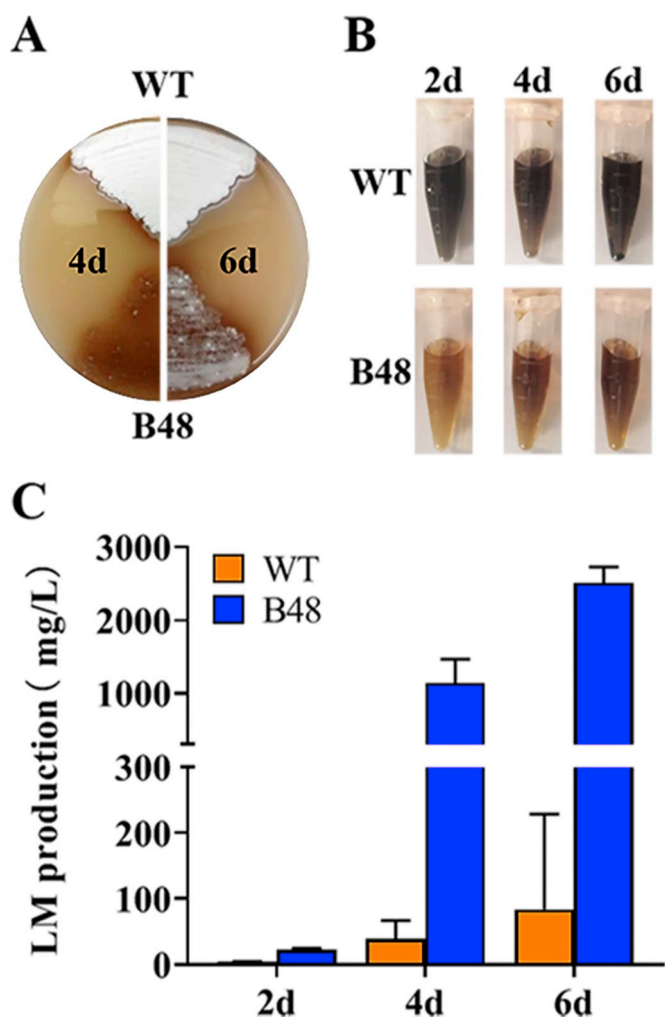 A
WT
4d
6d
B48
B
2d 4d 6d
WT
B48
C
LM production ( mg/L)
3000
2000
1000
300
200
100
0
WT
B48
2d 4d 6d